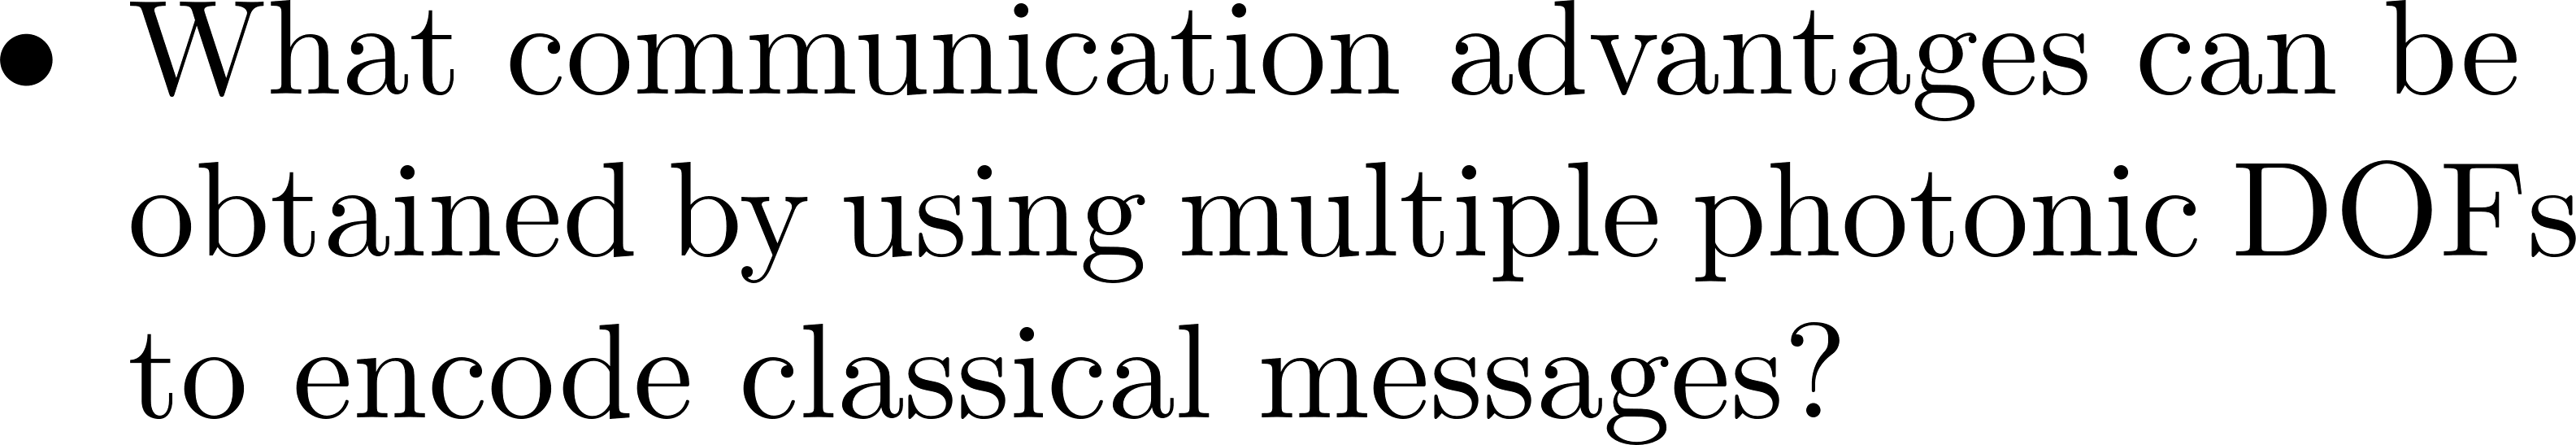 • What communication advantages can be
obtained by using multiple photonic DOFs
to encode classical messages?